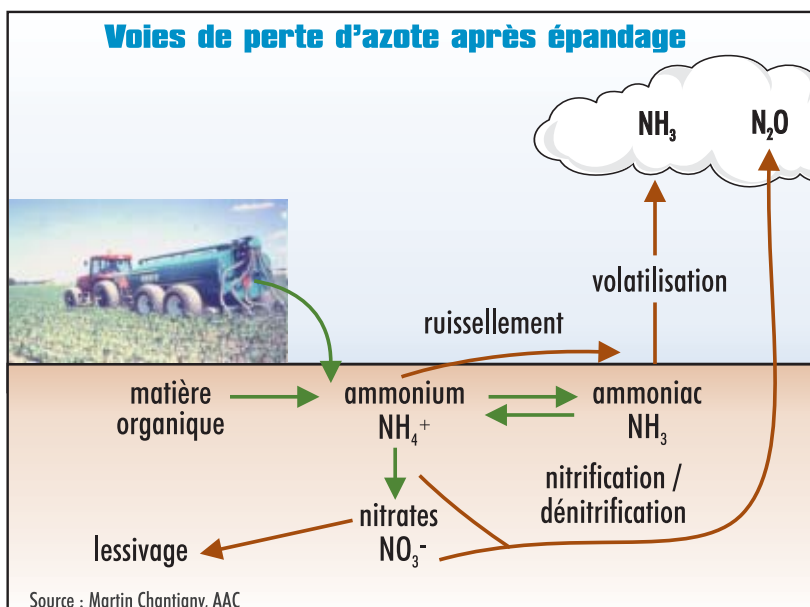 Voies de perte d'azote après épandage
NH₃
N₂O
volatilisation
ruissellement
matière
organique
ammonium
NH₄⁺
ammoniac
NH₃
nitrification /
dénitrification
nitrates
NO₃⁻
lessivage
Source : Martin Chantigny, AAC